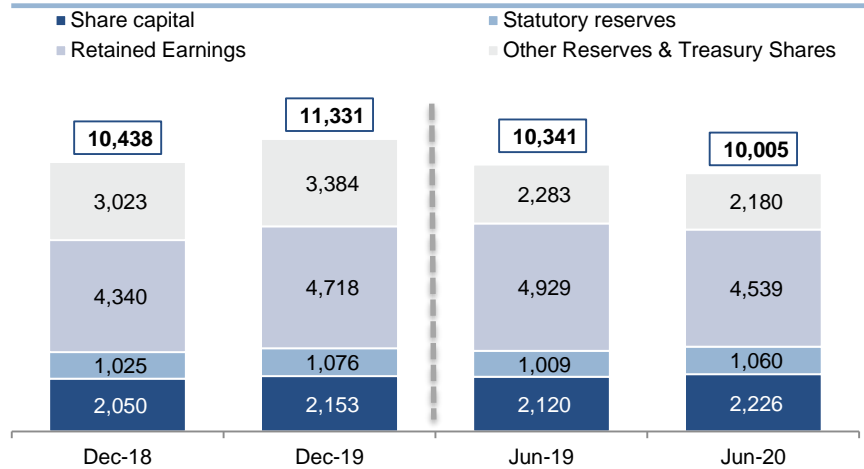 Share capital
Statutory reserves
Retained Earnings
Other Reserves & Treasury Shares
10,438
11,331
10,341
10,005
3,023
3,384
2,283
2,180
4,340
4,718
4,929
4,539
1,025
1,076
1,009
1,060
2,050
2,153
2,120
2,226
Dec-18
Dec-19
Jun-19
Jun-20